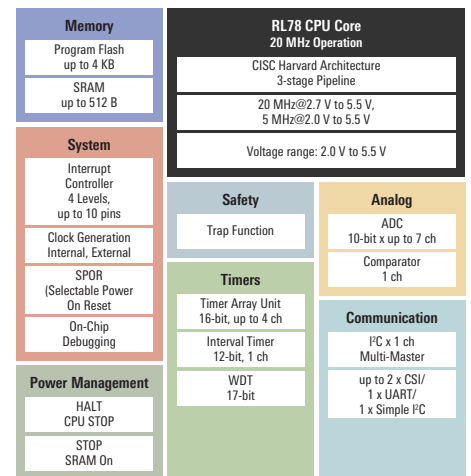 Memory
Program Flash
up to 4 KB
SRAM
up to 512 B
System
Interrupt
Controller
4 Levels,
up to 10 pins
Clock Generation
Internal, External
SPOR
(Selectable Power
On Reset
On-Chip
Debugging
Power Management
HALT
CPU STOP
STOP
SRAM On
RL78 CPU Core
20 MHz Operation
CISC Harvard Architecture
3-stage Pipeline
20 MHz@2.7 V to 5.5 V,
5 MHz@2.0 V to 5.5 V
Voltage range: 2.0 V to 5.5 V
Safety
Trap Function
Timers
Timer Array Unit
16-bit, up to 4 ch
Interval Timer
12-bit, 1 ch
WDT
17-bit
Analog
ADC
10-bit x up to 7 ch
Comparator
1 ch
Communication
I²C x 1 ch
Multi-Master
up to 2 x CSI/
1 x UART/
1 x Simple I²C